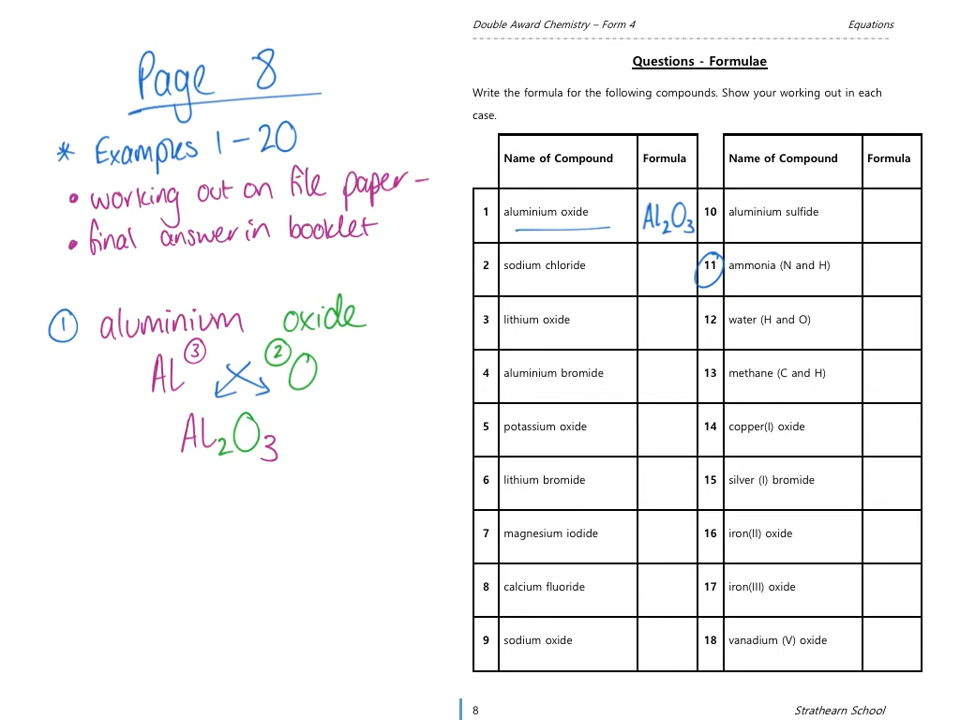 Page 8
* Examples 1 - 20
• working out on file paper -
• final answer in booklet
① aluminium oxide
Al ③ ② O
Al₂O₃
Double Award Chemistry – Form 4 Equations
Questions - Formulae
Write the formula for the following compounds. Show your working out in each
case.
Name of Compound Formula Name of Compound Formula
1 aluminium oxide Al₂O₃ 10 aluminium sulfide
2 sodium chloride 11 ammonia (N and H)
3 lithium oxide 12 water (H and O)
4 aluminium bromide 13 methane (C and H)
5 potassium oxide 14 copper(I) oxide
6 lithium bromide 15 silver (I) bromide
7 magnesium iodide 16 iron(II) oxide
8 calcium fluoride 17 iron(III) oxide
9 sodium oxide 18 vanadium (V) oxide
8 Strathearn School